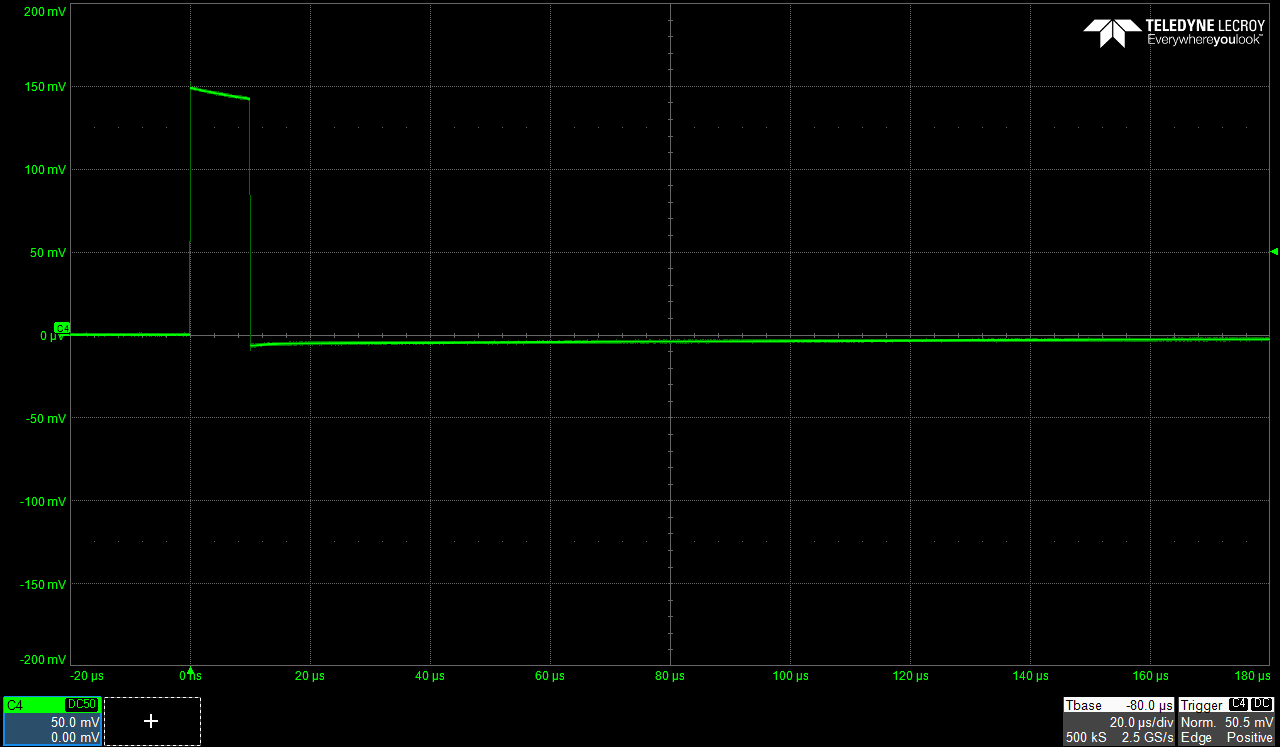 200 mV
TELEDYNE LECROY
Everywhereyoulook™
150 mV
100 mV
50 mV
C4
0 µV
-50 mV
-100 mV
-150 mV
-200 mV
-20 µs 0 ns 20 µs 40 µs 60 µs 80 µs 100 µs 120 µs 140 µs 160 µs 180 µs
C4 DC50
50.0 mV
0.00 mV
+
Tbase -80.0 µs
20.0 µs/div
500 kS 2.5 GS/s
Trigger C4 DC
Norm. 50.5 mV
Edge Positive